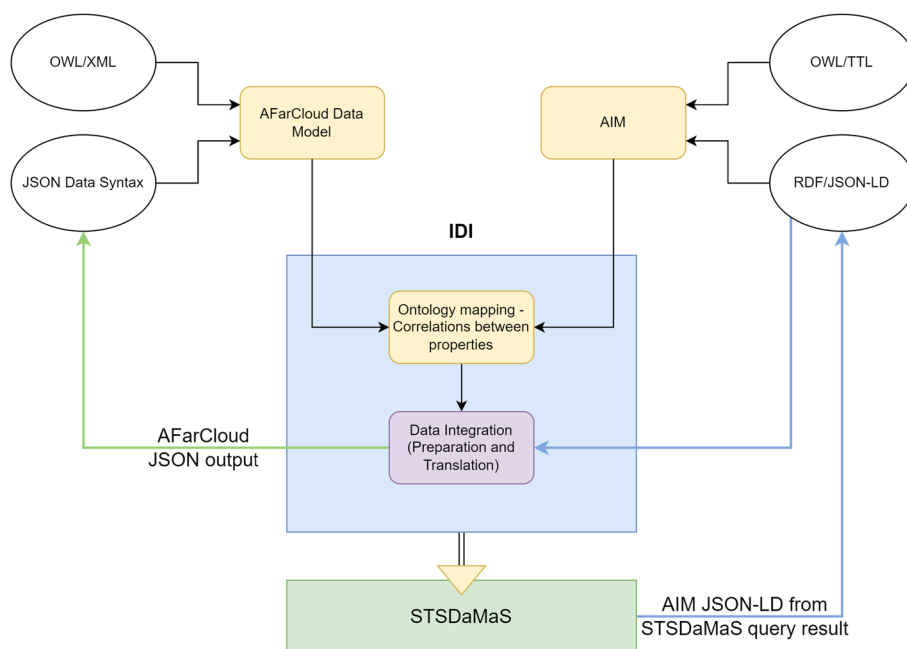 OWL/XML
OWL/TTL
AFarCloud Data
Model
AIM
JSON Data Syntax
RDF/JSON-LD
IDI
Ontology mapping -
Correlations between
properties
Data Integration
(Preparation and
Translation)
AFarCloud
JSON output
STSDaMaS
AIM JSON-LD from
STSDaMaS query result